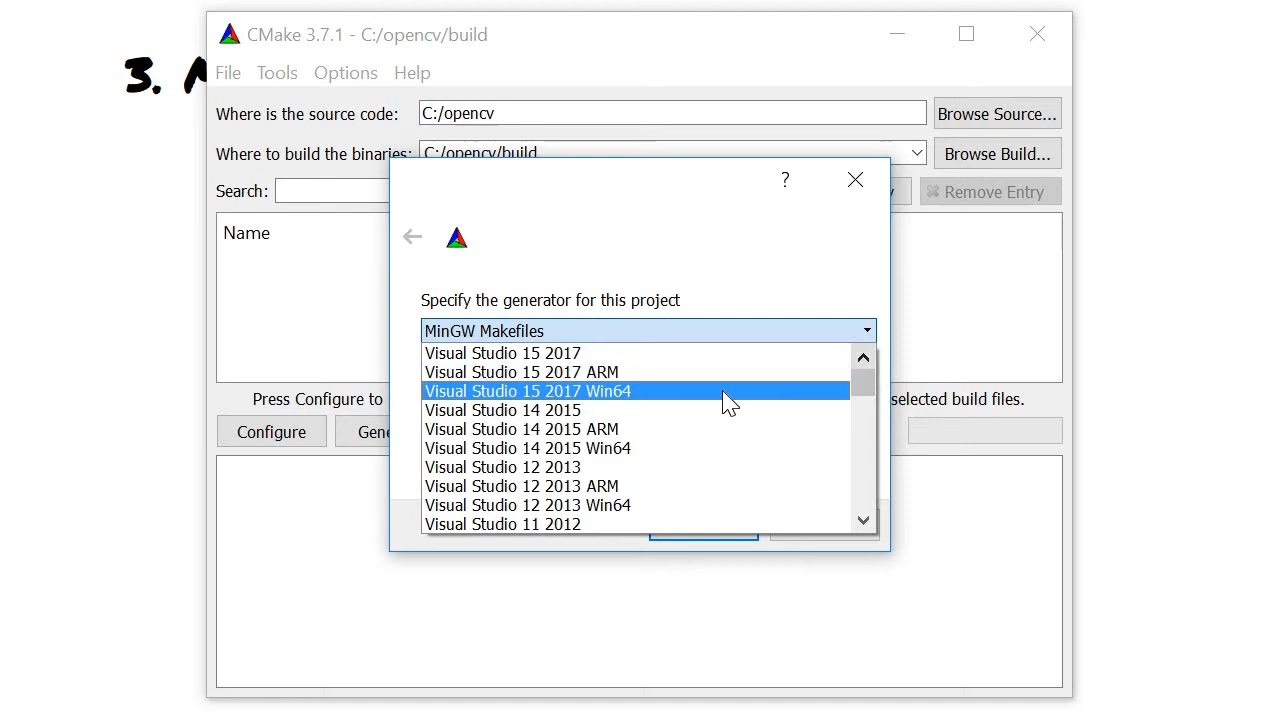 CMake 3.7.1 - C:/opencv/build
3.
File Tools Options Help
Where is the source code: C:/opencv Browse Source...
Where to build the binaries: C:/opencv/build Browse Build...
Search: Remove Entry
?
Name
Specify the generator for this project
MinGW Makefiles
Visual Studio 15 2017
Visual Studio 15 2017 ARM
Visual Studio 15 2017 Win64
Press Configure to selected build files.
Visual Studio 14 2015
Visual Studio 14 2015 ARM
Configure
Visual Studio 14 2015 Win64
Visual Studio 12 2013
Visual Studio 12 2013 ARM
Visual Studio 12 2013 Win64
Visual Studio 11 2012